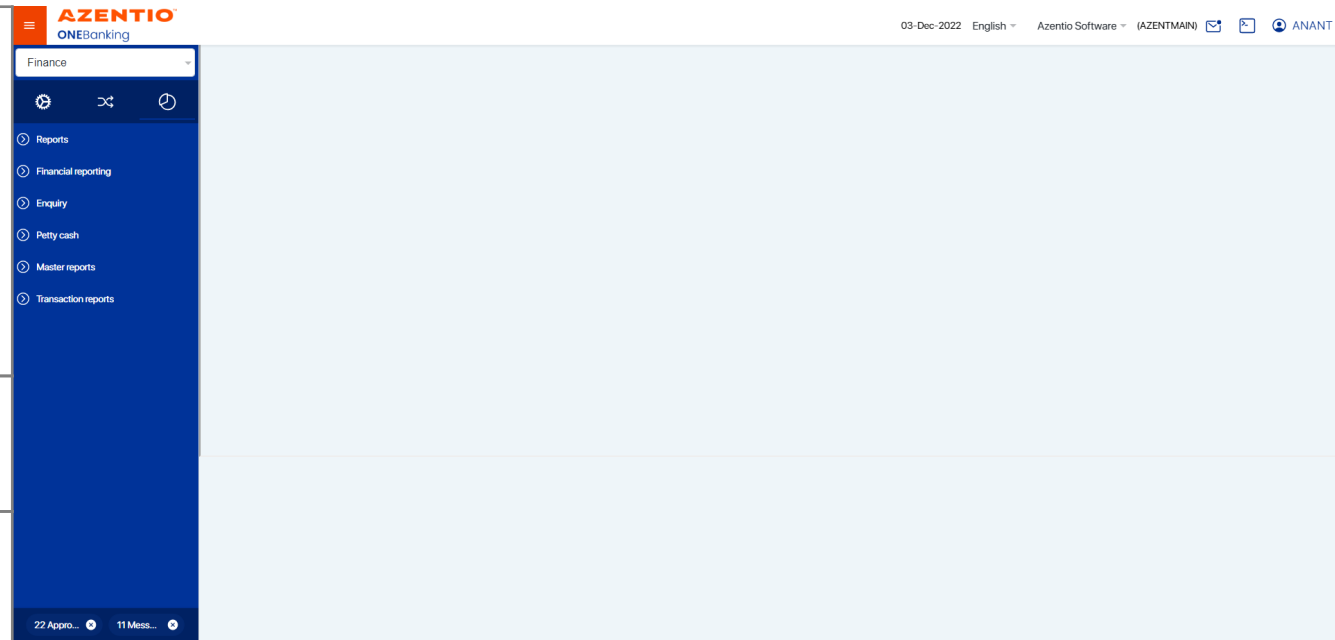 AZENTIO™
ONEBanking
03-Dec-2022 English Azentio Software (AZENTMAIN) ANANT
Finance
Reports
Financial reporting
Enquiry
Petty cash
Master reports
Transaction reports
22 Appro... 11 Mess...